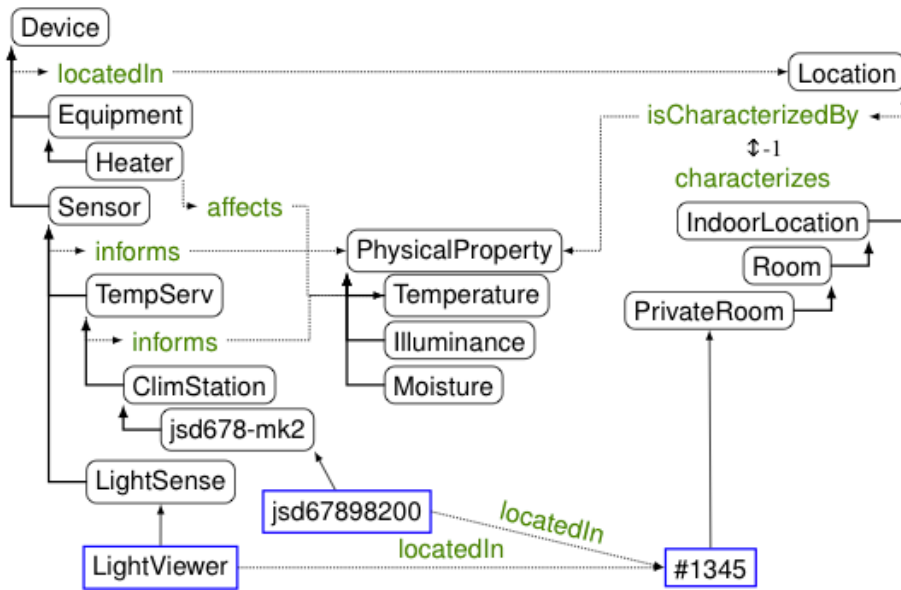 Device
locatedIn
Location
Equipment
isCharacterizedBy
Heater
↕-1
characterizes
Sensor
affects
IndoorLocation
informs
PhysicalProperty
Room
TempServ
Temperature
PrivateRoom
informs
Illuminance
ClimStation
Moisture
jsd678-mk2
LightSense
jsd67898200
locatedIn
locatedIn
LightViewer
#1345